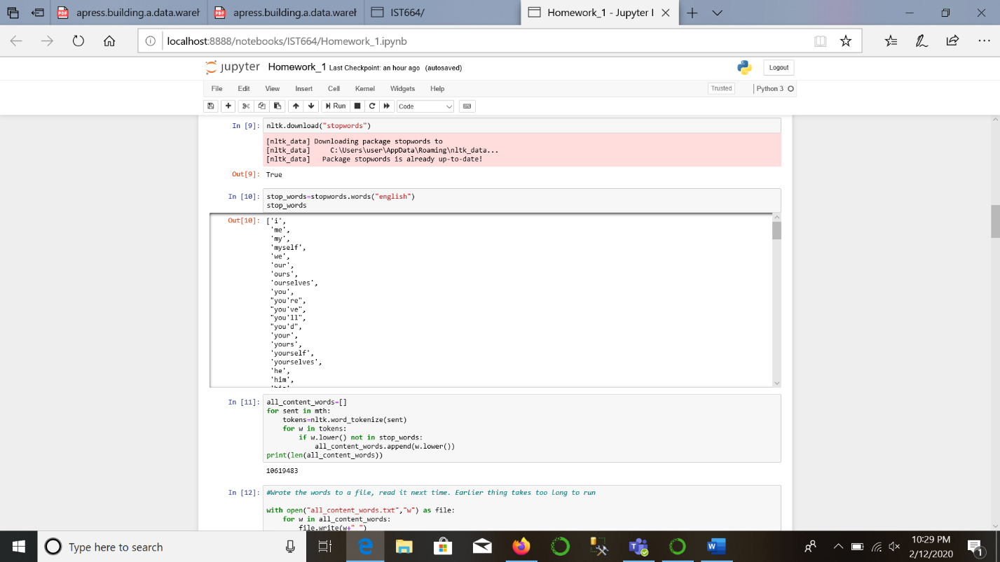 apress.building.a.data.wareh
apress.building.a.data.wareh
IST664/
Homework_1 - Jupyter
localhost:8888/notebooks/IST664/Homework_1.ipynb
jupyter Homework_1 Last Checkpoint: an hour ago (autosaved)
Logout
File Edit View Insert Cell Kernel Widgets Help
Trusted
Python 3
Run
Code
In [9]: nltk.download("stopwords")
[nltk_data] Downloading package stopwords to
[nltk_data]     C:\Users\user\AppData\Roaming\nltk_data...
[nltk_data]   Package stopwords is already up-to-date!
Out[9]: True
In [10]: stop_words=stopwords.words("english")
stop_words
Out[10]: ['i',
'me',
'my',
'myself',
'we',
'our',
'ours',
'ourselves',
'you',
"you're",
"you've",
"you'll",
"you'd",
'your',
'yours',
'yourself',
'yourselves',
'he',
'him',
In [11]: all_content_words=[]
for sent in mth:
    tokens=nltk.word_tokenize(sent)
    for w in tokens:
        if w.lower() not in stop_words:
            all_content_words.append(w.lower())
print(len(all_content_words))
10619483
In [12]: #Wrote the words to a file, read it next time. Earlier thing takes too long to run
with open("all_content_words.txt","w") as file:
    for w in all_content_words:
        file.write(w+" ")
Type here to search
10:29 PM
2/12/2020
1